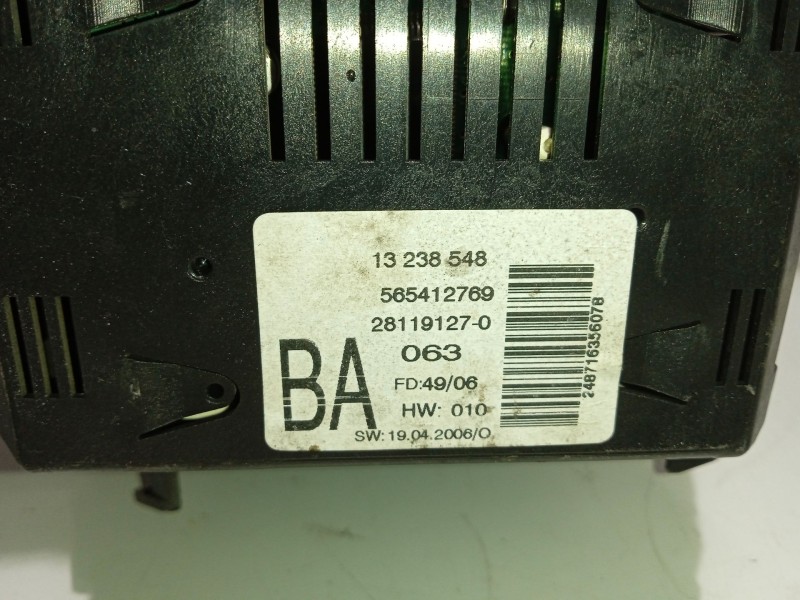 13 238 548
565412769
28119127-0
063
BA
FD:49/06
HW: 010
SW: 19.04.2006/O
248716356078